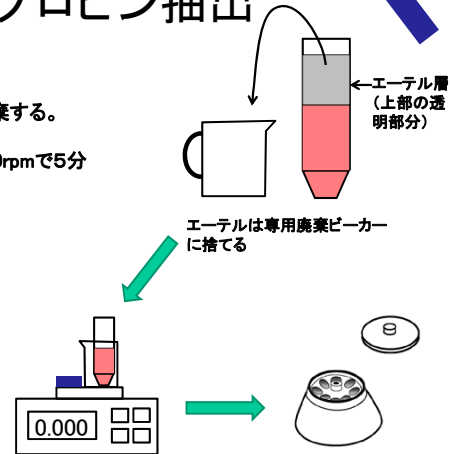 プロビン抽出
棄する。
0rpmで5分
エーテル層
(上部の透
明部分)
エーテルは専用廃棄ビーカー
に捨てる
0.000